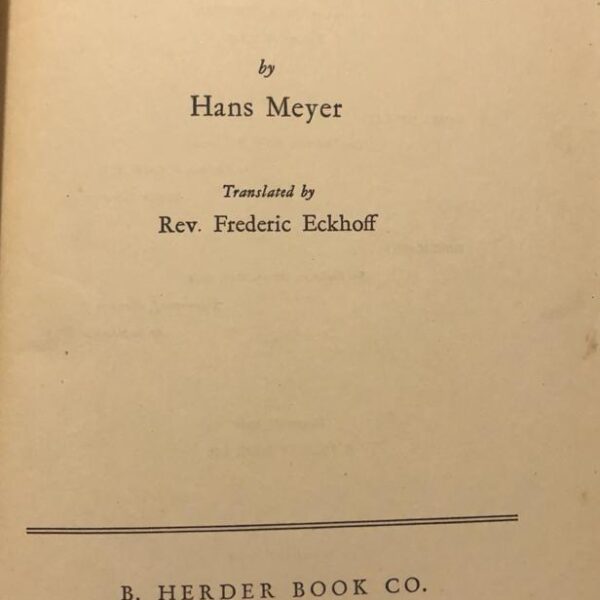 by
Hans Meyer
Translated by
Rev. Frederic Eckhoff
B. HERDER BOOK CO.